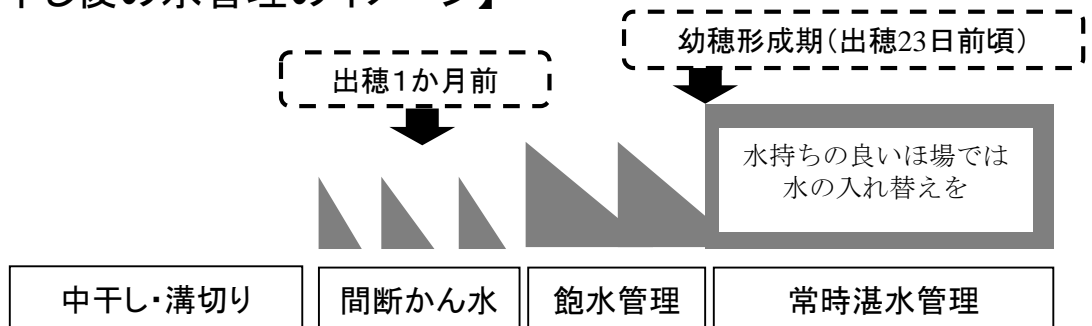 干し後の水管理のイメージ】
幼穂形成期(出穂23日前頃)
出穂1か月前
水持ちの良いほ場では
水の入れ替えを
中干し・溝切り
間断かん水
飽水管理
常時湛水管理